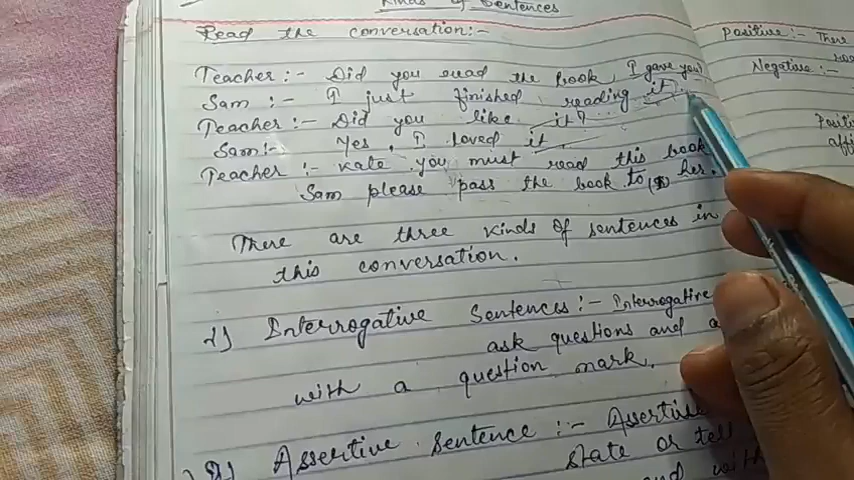 Kinds of Sentences
Read the conversation:-
Teacher:- Did you read the book, I gave you?
Sam:- I just finished reading it.
Teacher:- Did you like it?
Sam:- Yes, I loved it.
Teacher:- Kate you must read this book
Sam please pass the book to her.
There are three kinds of sentences in
this conversation.
1) Interrogative Sentences:- Interrogative
ask questions and
with a question mark.
2) Assertive Sentence:- Assertive
state or tell
and with
Positive:- There
Negative:-